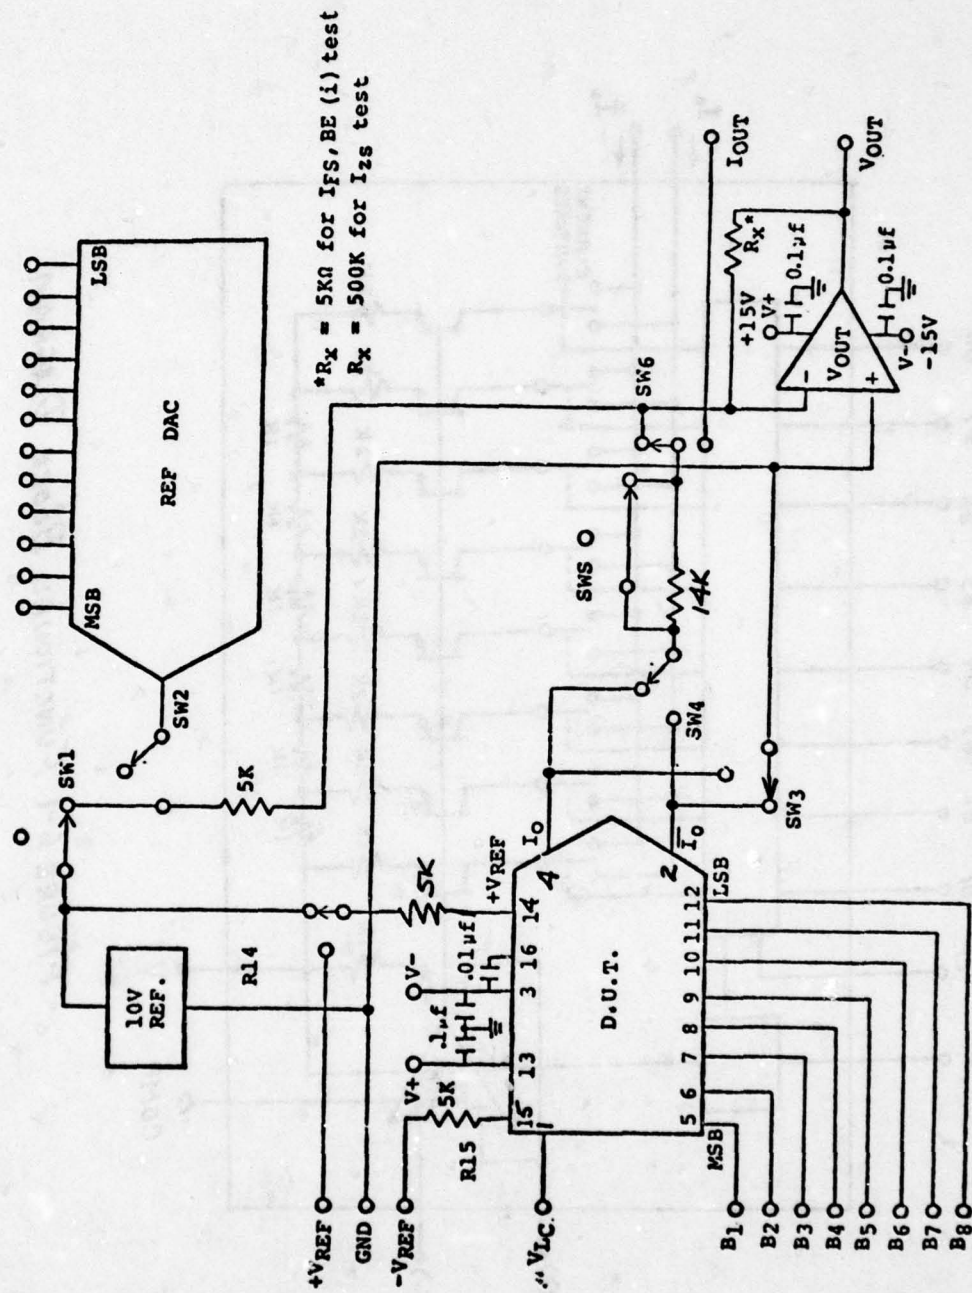 MSB
LSB
REF DAC
SW2
SW1
5K
10V
REF.
R14
*Rx = 5KΩ for IFS, BE (i) test
Rx = 500K for Izs test
+VREF
GND
-VREF
5K
R15
V+
.1µf
V-
.01µf
5K
+VREF
15
13
3
16
14
1
VLC
D.U.T.
4
IO
2
I̅O̅
MSB
LSB
5
6
7
8
9
10
11
12
B1
B2
B3
B4
B5
B6
B7
B8
SW3
SW4
SWS
14K
SW6
IOUT
Rx*
+15V
V+
0.1µf
-
VOUT
+
0.1µf
V-
-15V
VOUT